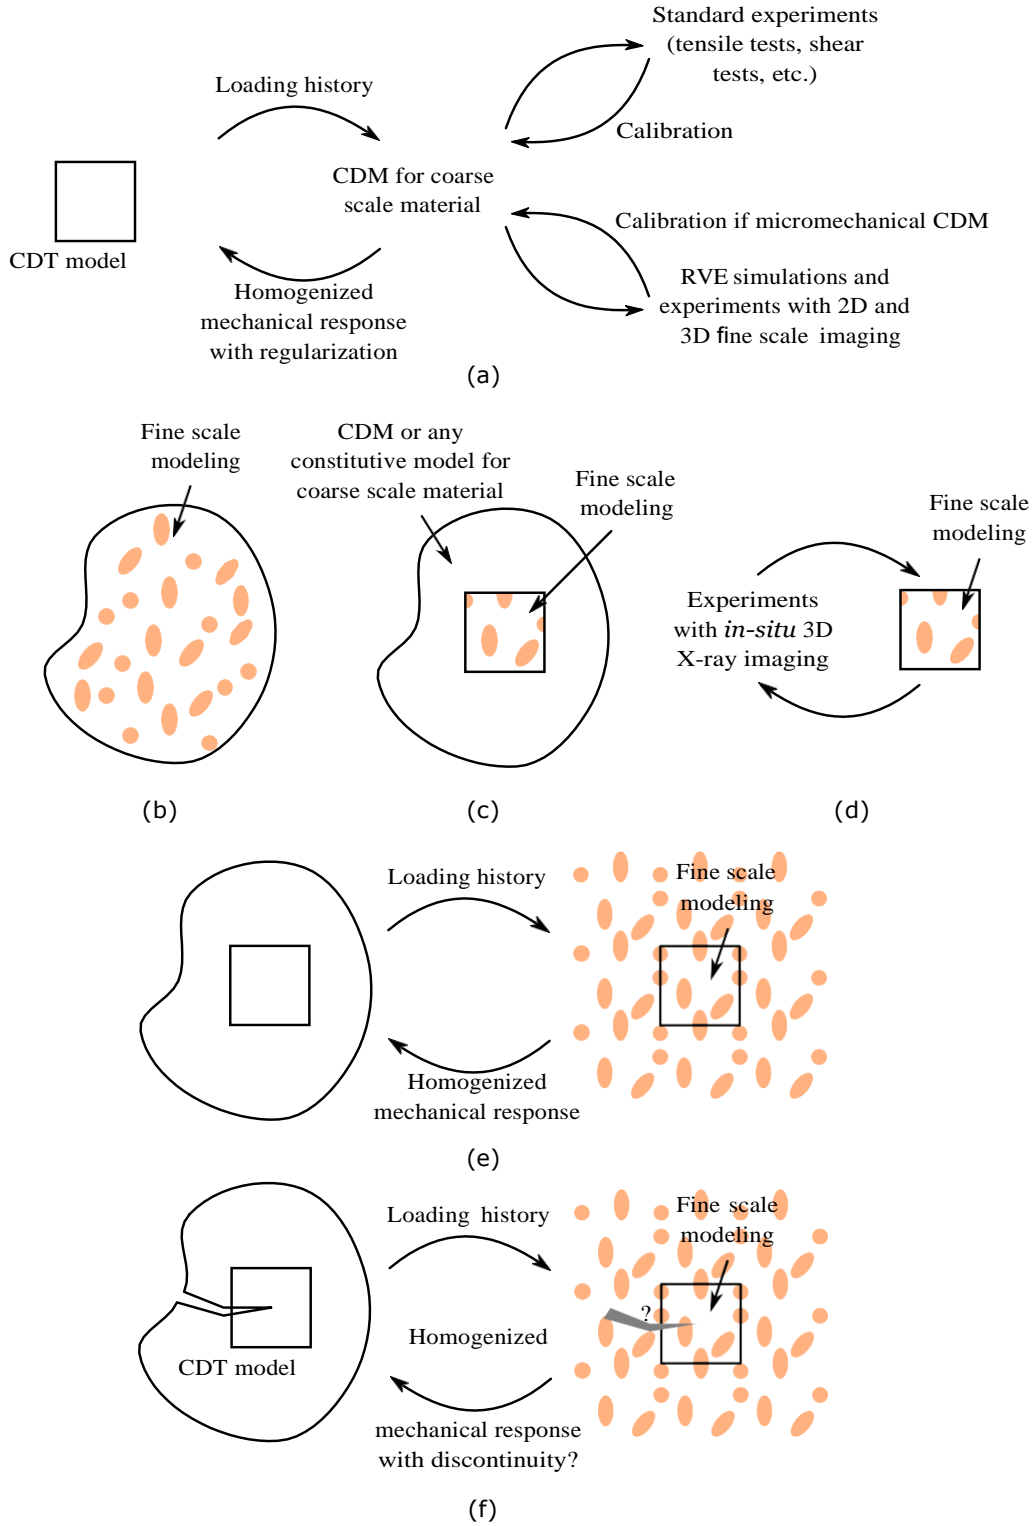 Standard experiments
(tensile tests, shear
tests, etc.)
Loading history
Calibration
CDM for coarse
scale material
Calibration if micromechanical CDM
CDT model
Homogenized
mechanical response
with regularization
RVE simulations and
experiments with 2D and
3D fine scale imaging
(a)
Fine scale
modeling
CDM or any
constitutive model for
coarse scale material
Fine scale
modeling
Fine scale
modeling
Experiments
with in-situ 3D
X-ray imaging
(b)
(c)
(d)
Loading history
Fine scale
modeling
Homogenized
mechanical response
(e)
Loading history
Fine scale
modeling
?
Homogenized
CDT model
mechanical response
with discontinuity?
(f)